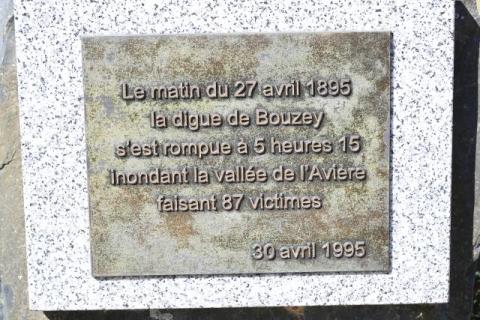 Le matin du 27 avril 1895
la digue de Bouzey
s'est rompue à 5 heures 15
inondant la vallée de l'Avière
faisant 87 victimes
30 avril 1995